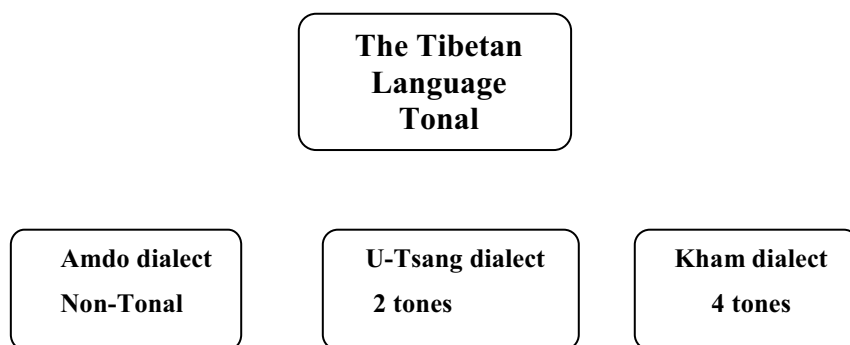 The Tibetan
Language
Tonal
Amdo dialect
Non-Tonal
U-Tsang dialect
2 tones
Kham dialect
4 tones